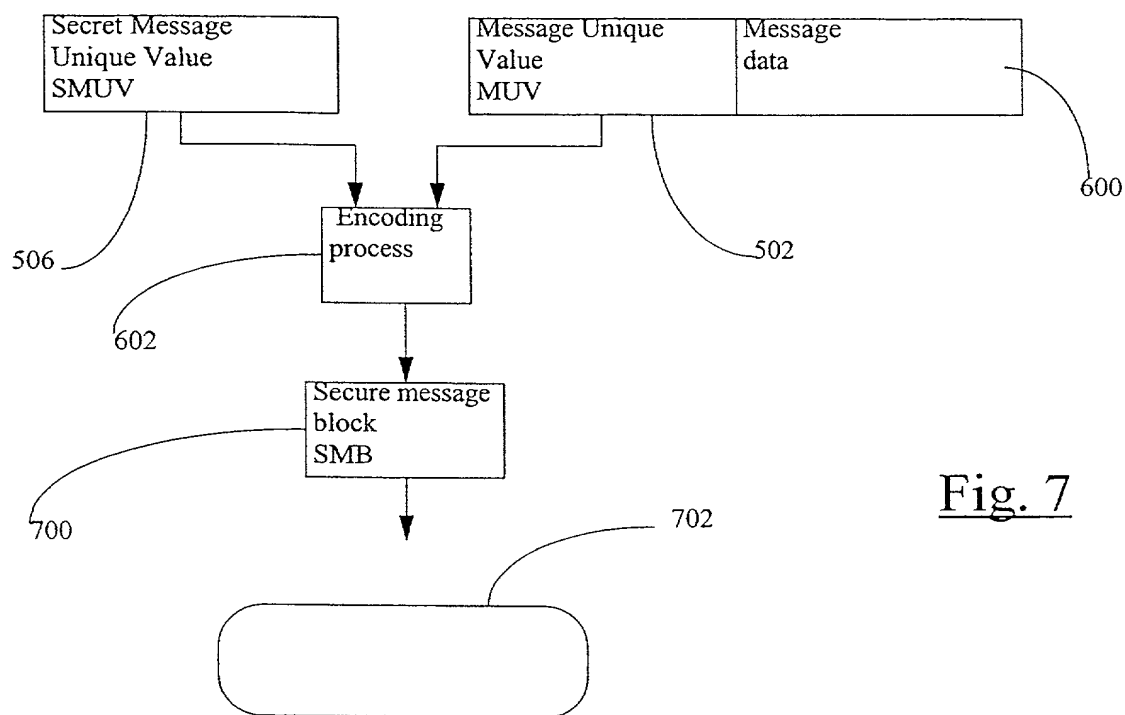 Secret Message
Unique Value
SMUV
Message Unique
Value
MUV
Message
data
600
Encoding
process
506
502
602
Secure message
block
SMB
700
Fig. 7
702